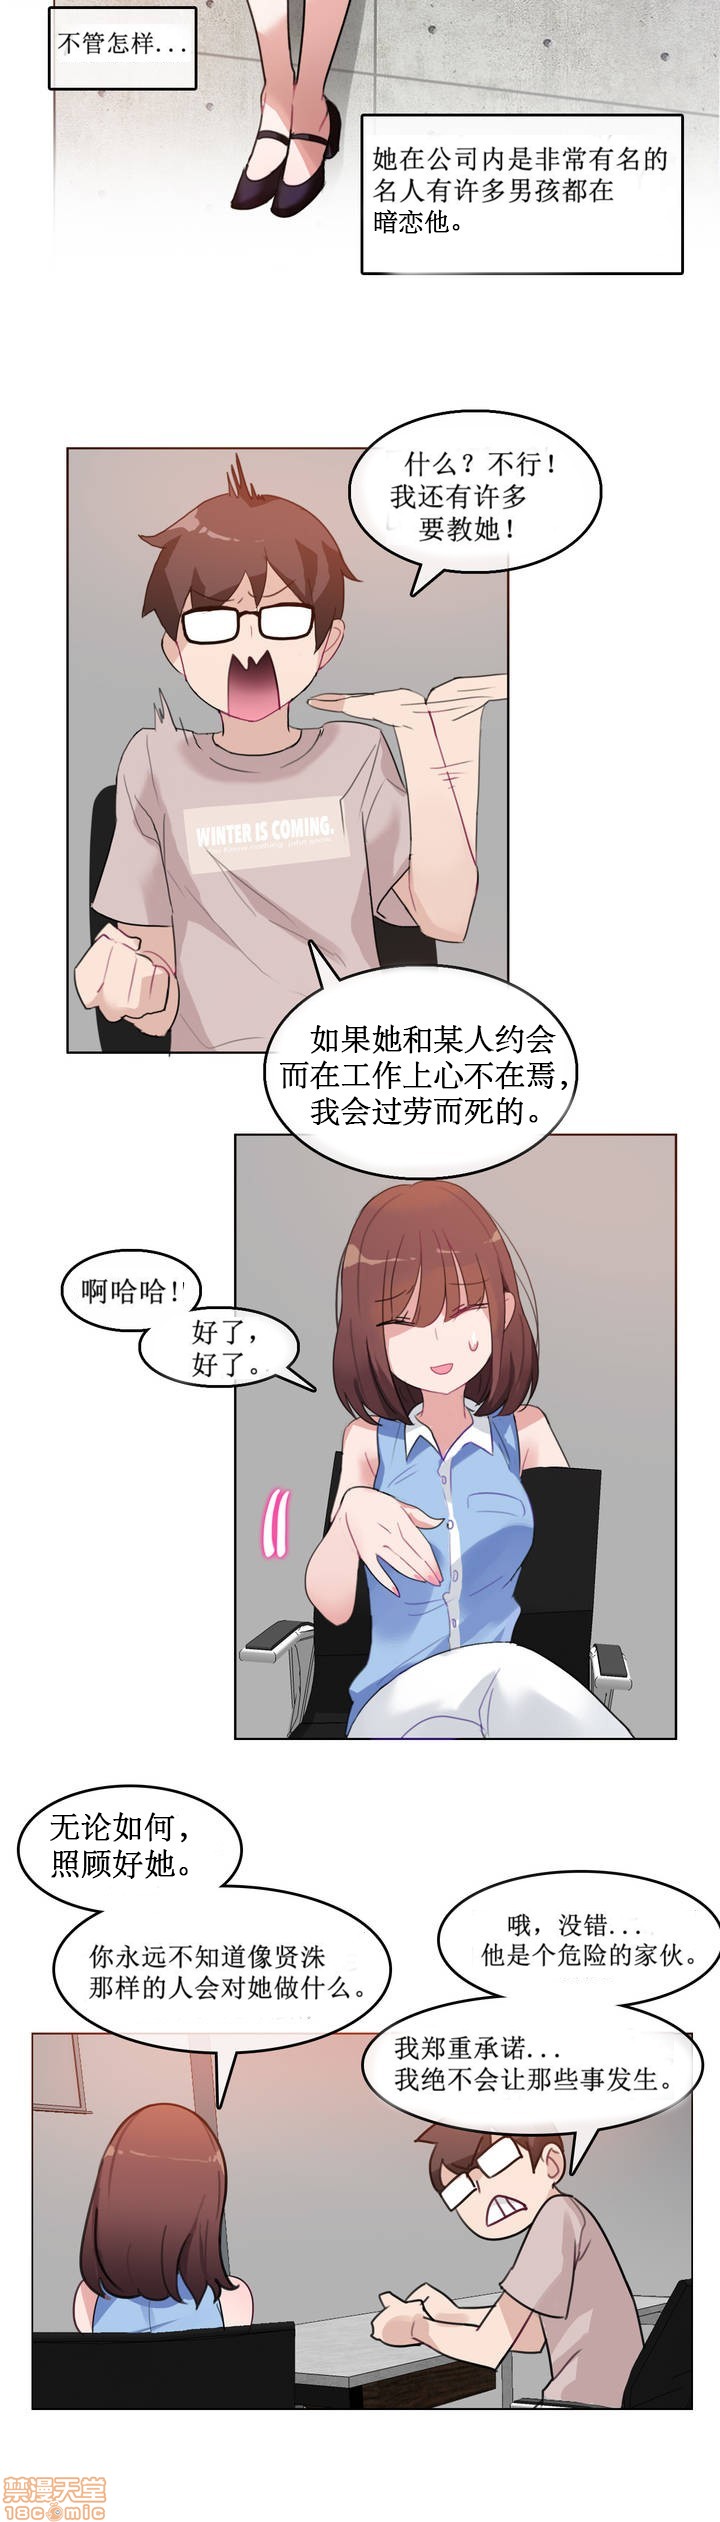 不管怎样...
她在公司内是非常有名的
名人有许多男孩都在
暗恋他。
什么？不行！
我还有许多
要教她！
WINTER IS COMING.
You Know nothing, john snow.
如果她和某人约会
而在工作上心不在焉，
我会过劳而死的。
啊哈哈!'
好了，
好了。
无论如何，
照顾好她。
你永远不知道像贤洙
那样的人会对她做什么。
哦，没错...
他是个危险的家伙。
我郑重承诺...
我绝不会让那些事发生。
禁漫天堂
18comic